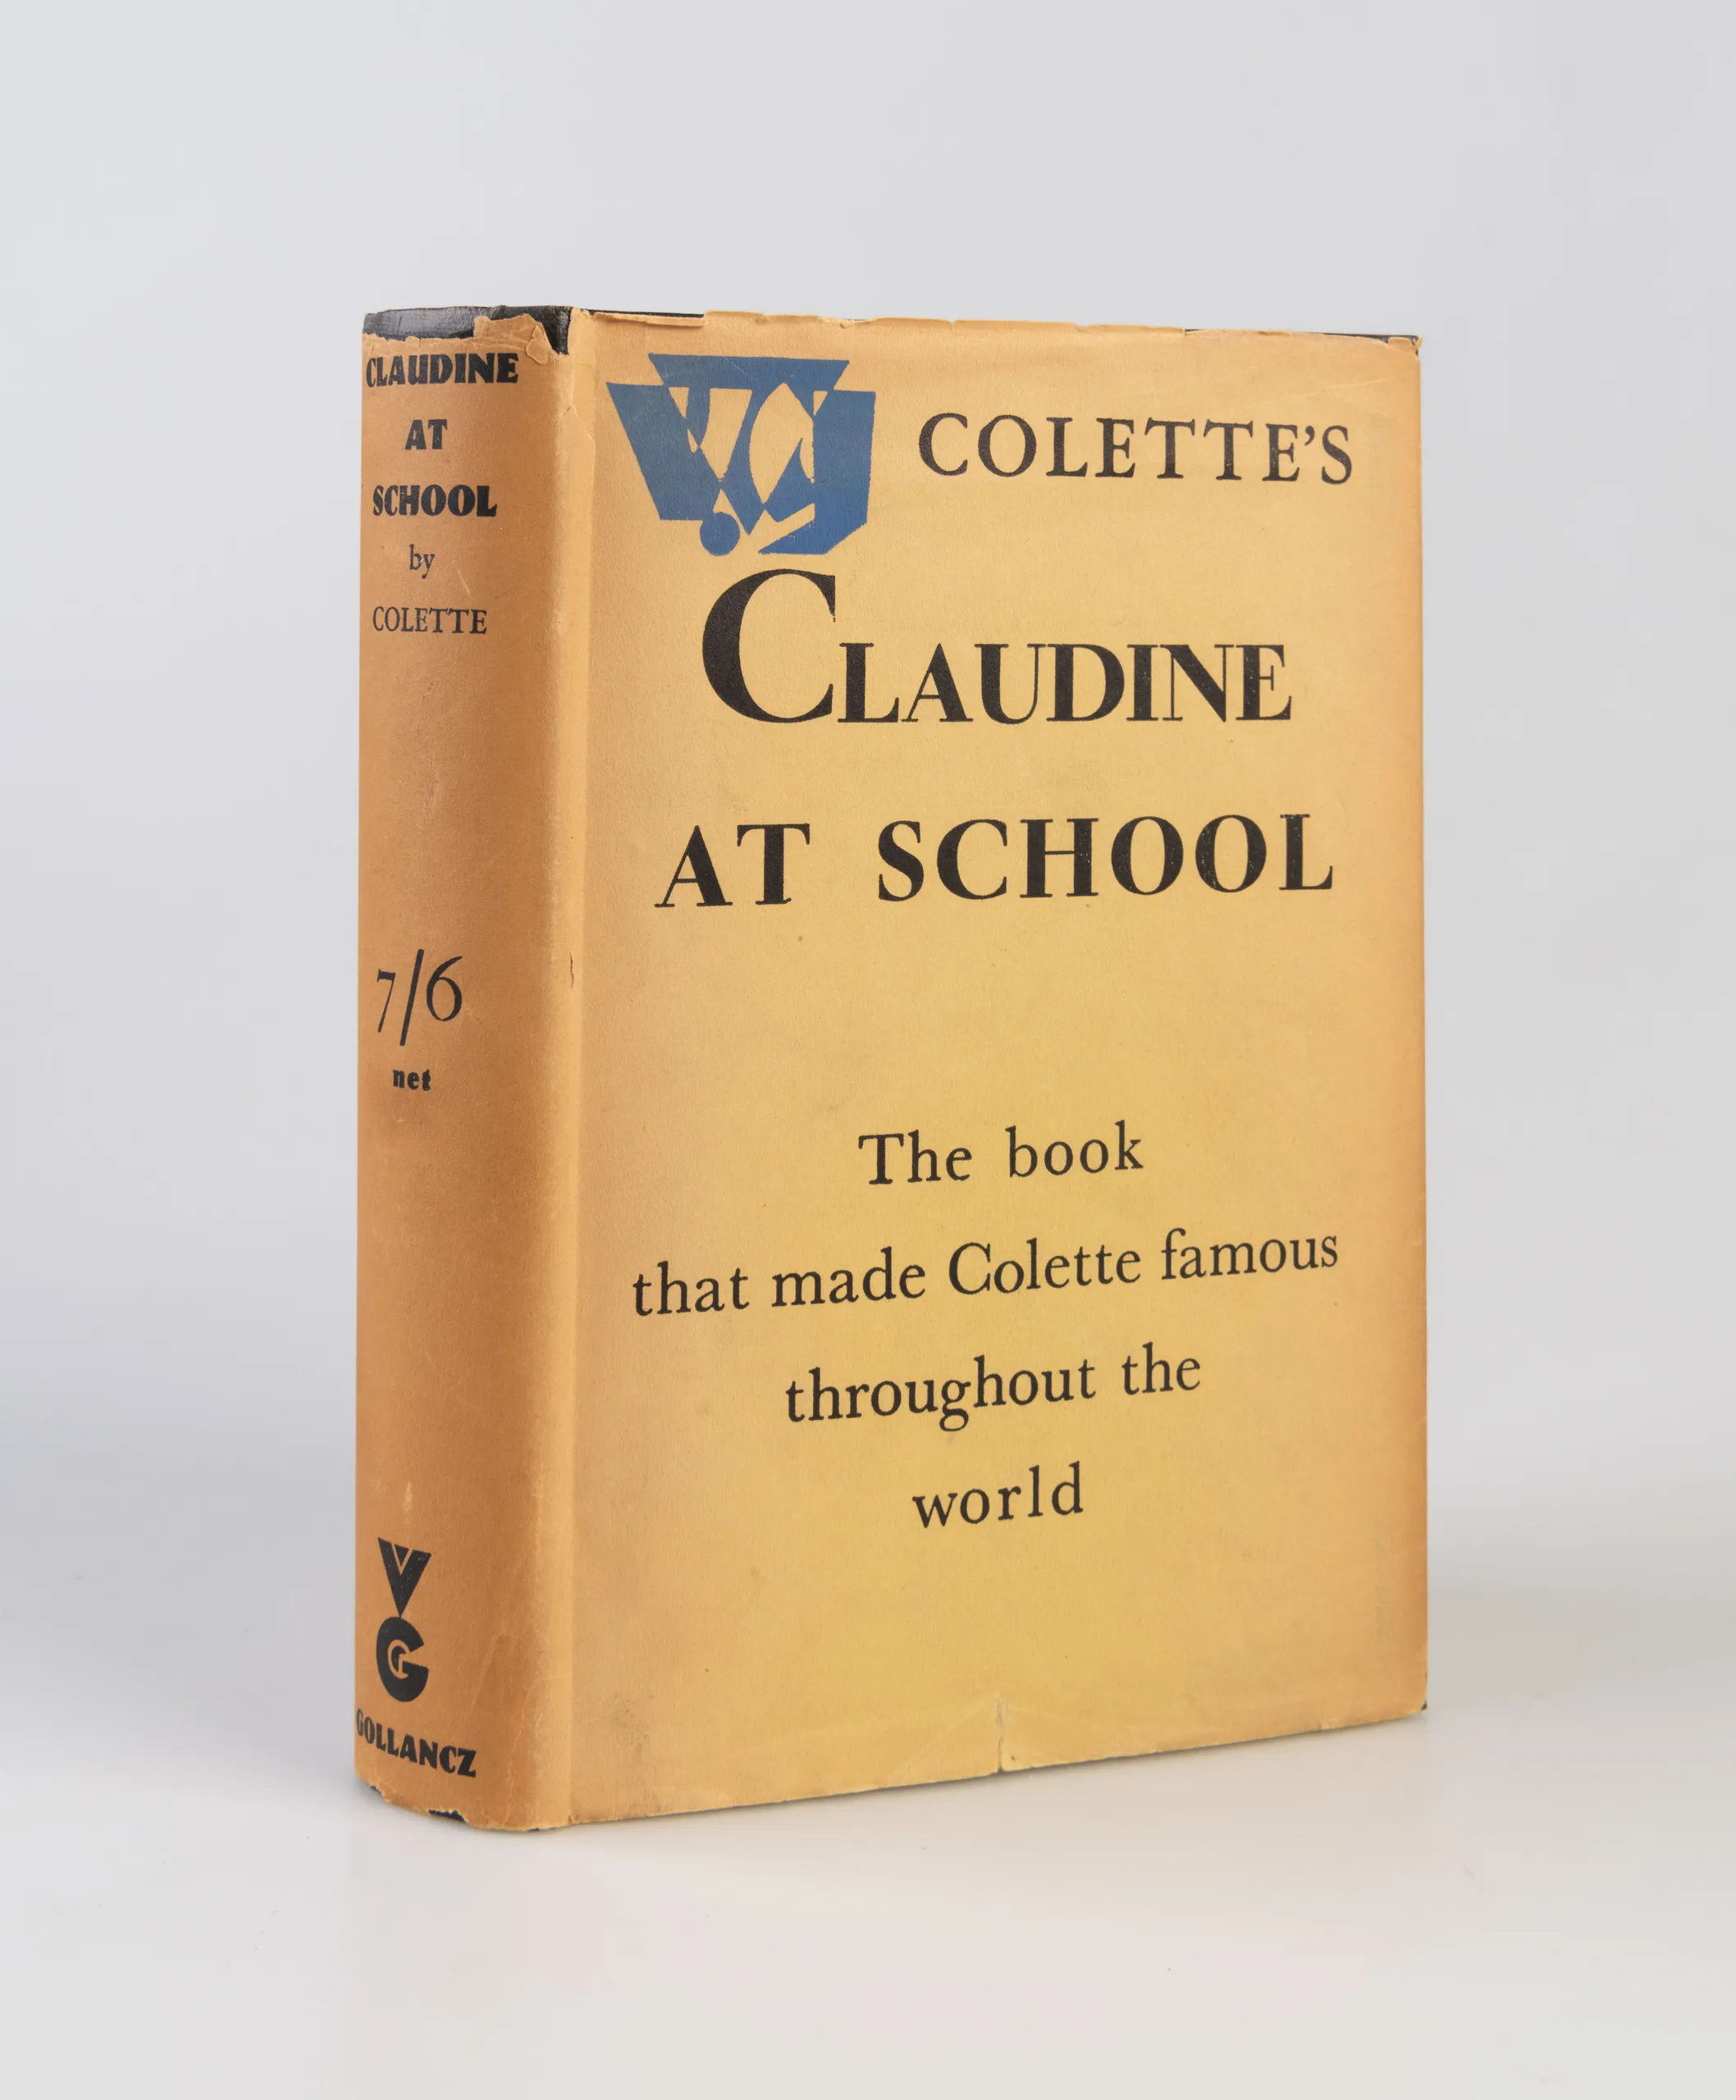 CLAUDINE
AT
SCHOOL
by
COLETTE
7/6
net
VG
GOLLANCZ
VG
COLETTE'S
CLAUDINE
AT SCHOOL
The book
that made Colette famous
throughout the
world